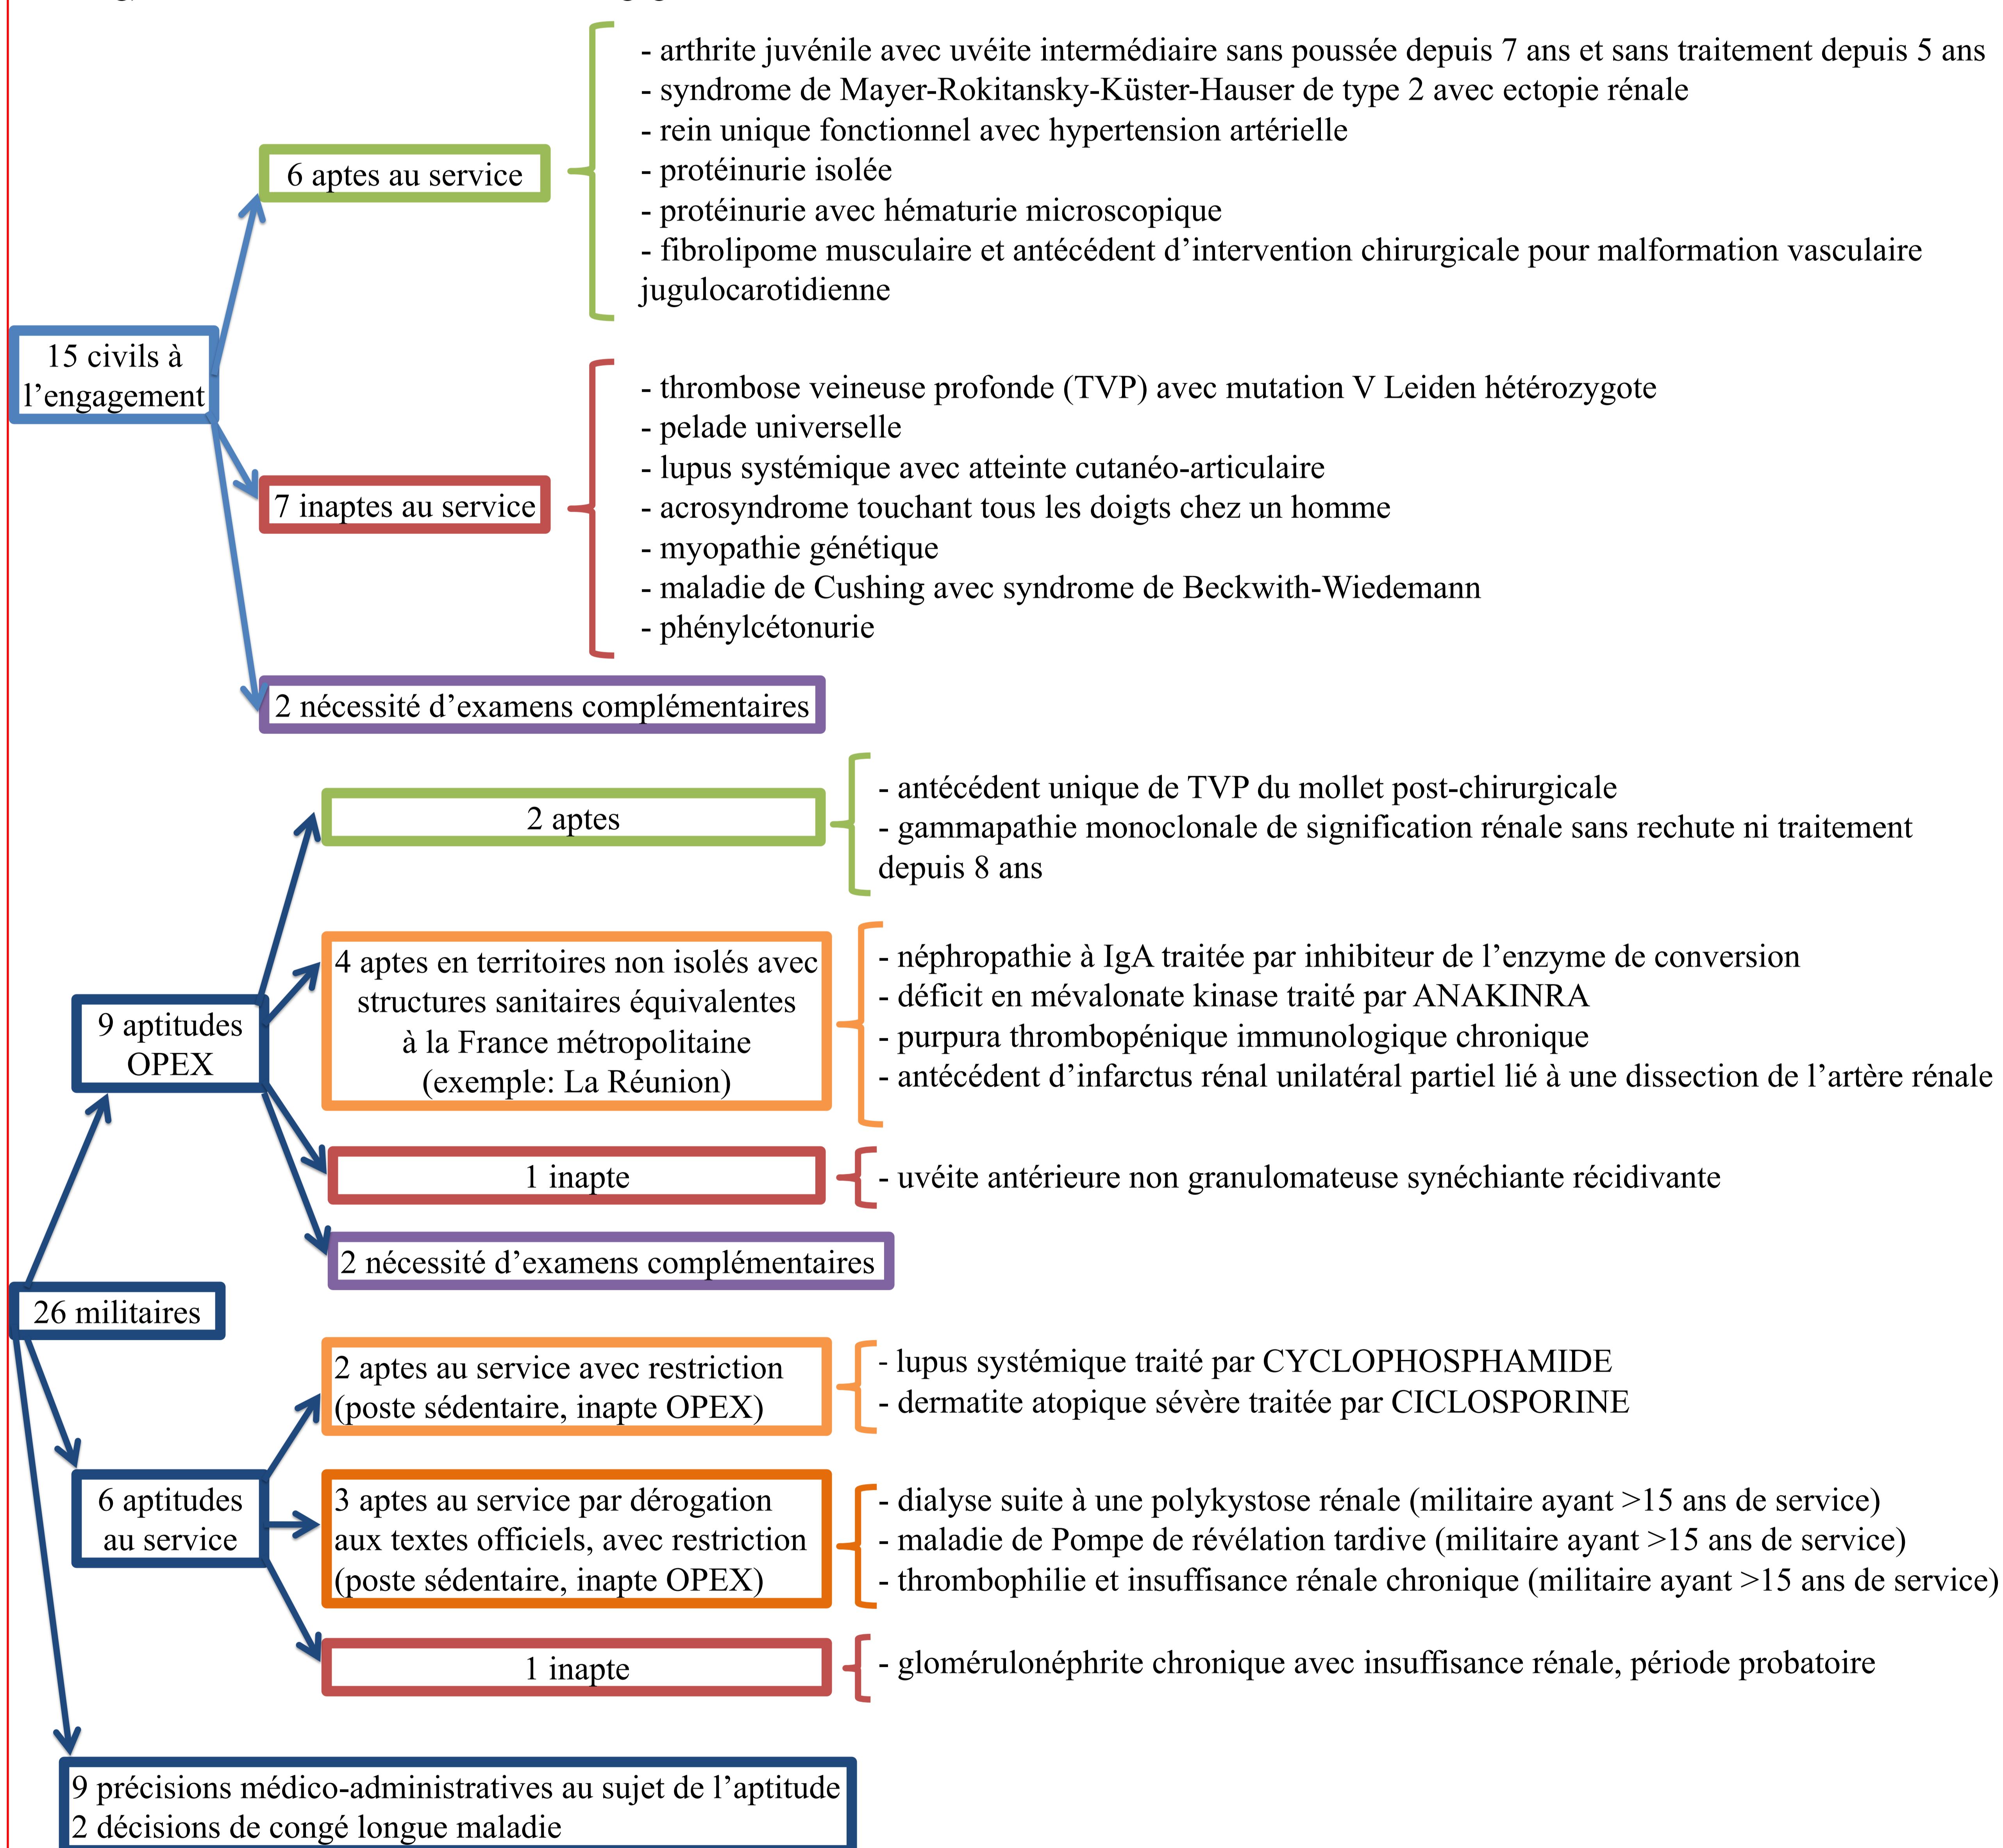 - arthrite juvénile avec uvéite intermédiaire sans poussée depuis 7 ans et sans traitement depuis 5 ans
- syndrome de Mayer-Rokitansky-Küster-Hauser de type 2 avec ectopie rénale
- rein unique fonctionnel avec hypertension artérielle
6 aptes au service
- protéinurie isolée
- protéinurie avec hématurie microscopique
- fibrolipome musculaire et antécédent d’intervention chirurgicale pour malformation vasculaire
jugulocarotidienne
15 civils à
l’engagement
- thrombose veineuse profonde (TVP) avec mutation V Leiden hétérozygote
- pelade universelle
- lupus systémique avec atteinte cutanéo-articulaire
7 inaptes au service
- acrosyndrome touchant tous les doigts chez un homme
- myopathie génétique
- maladie de Cushing avec syndrome de Beckwith-Wiedemann
- phénylcétonurie
2 nécessité d’examens complémentaires
2 aptes
- antécédent unique de TVP du mollet post-chirurgicale
- gammapathie monoclonale de signification rénale sans rechute ni traitement
depuis 8 ans
9 aptitudes
OPEX
4 aptes en territoires non isolés avec
structures sanitaires équivalentes
à la France métropolitaine
(exemple: La Réunion)
- néphropathie à IgA traitée par inhibiteur de l’enzyme de conversion
- déficit en mévalonate kinase traité par ANAKINRA
- purpura thrombopénique immunologique chronique
- antécédent d’infarctus rénal unilatéral partiel lié à une dissection de l’artère rénale
1 inapte
- uvéite antérieure non granulomateuse synéchiante récidivante
2 nécessité d’examens complémentaires
26 militaires
2 aptes au service avec restriction
(poste sédentaire, inapte OPEX)
- lupus systémique traité par CYCLOPHOSPHAMIDE
- dermatite atopique sévère traitée par CICLOSPORINE
6 aptitudes
au service
3 aptes au service par dérogation
aux textes officiels, avec restriction
(poste sédentaire, inapte OPEX)
- dialyse suite à une polykystose rénale (militaire ayant >15 ans de service)
- maladie de Pompe de révélation tardive (militaire ayant >15 ans de service)
- thrombophilie et insuffisance rénale chronique (militaire ayant >15 ans de service)
1 inapte
- glomérulonéphrite chronique avec insuffisance rénale, période probatoire
9 précisions médico-administratives au sujet de l’aptitude
2 décisions de congé longue maladie